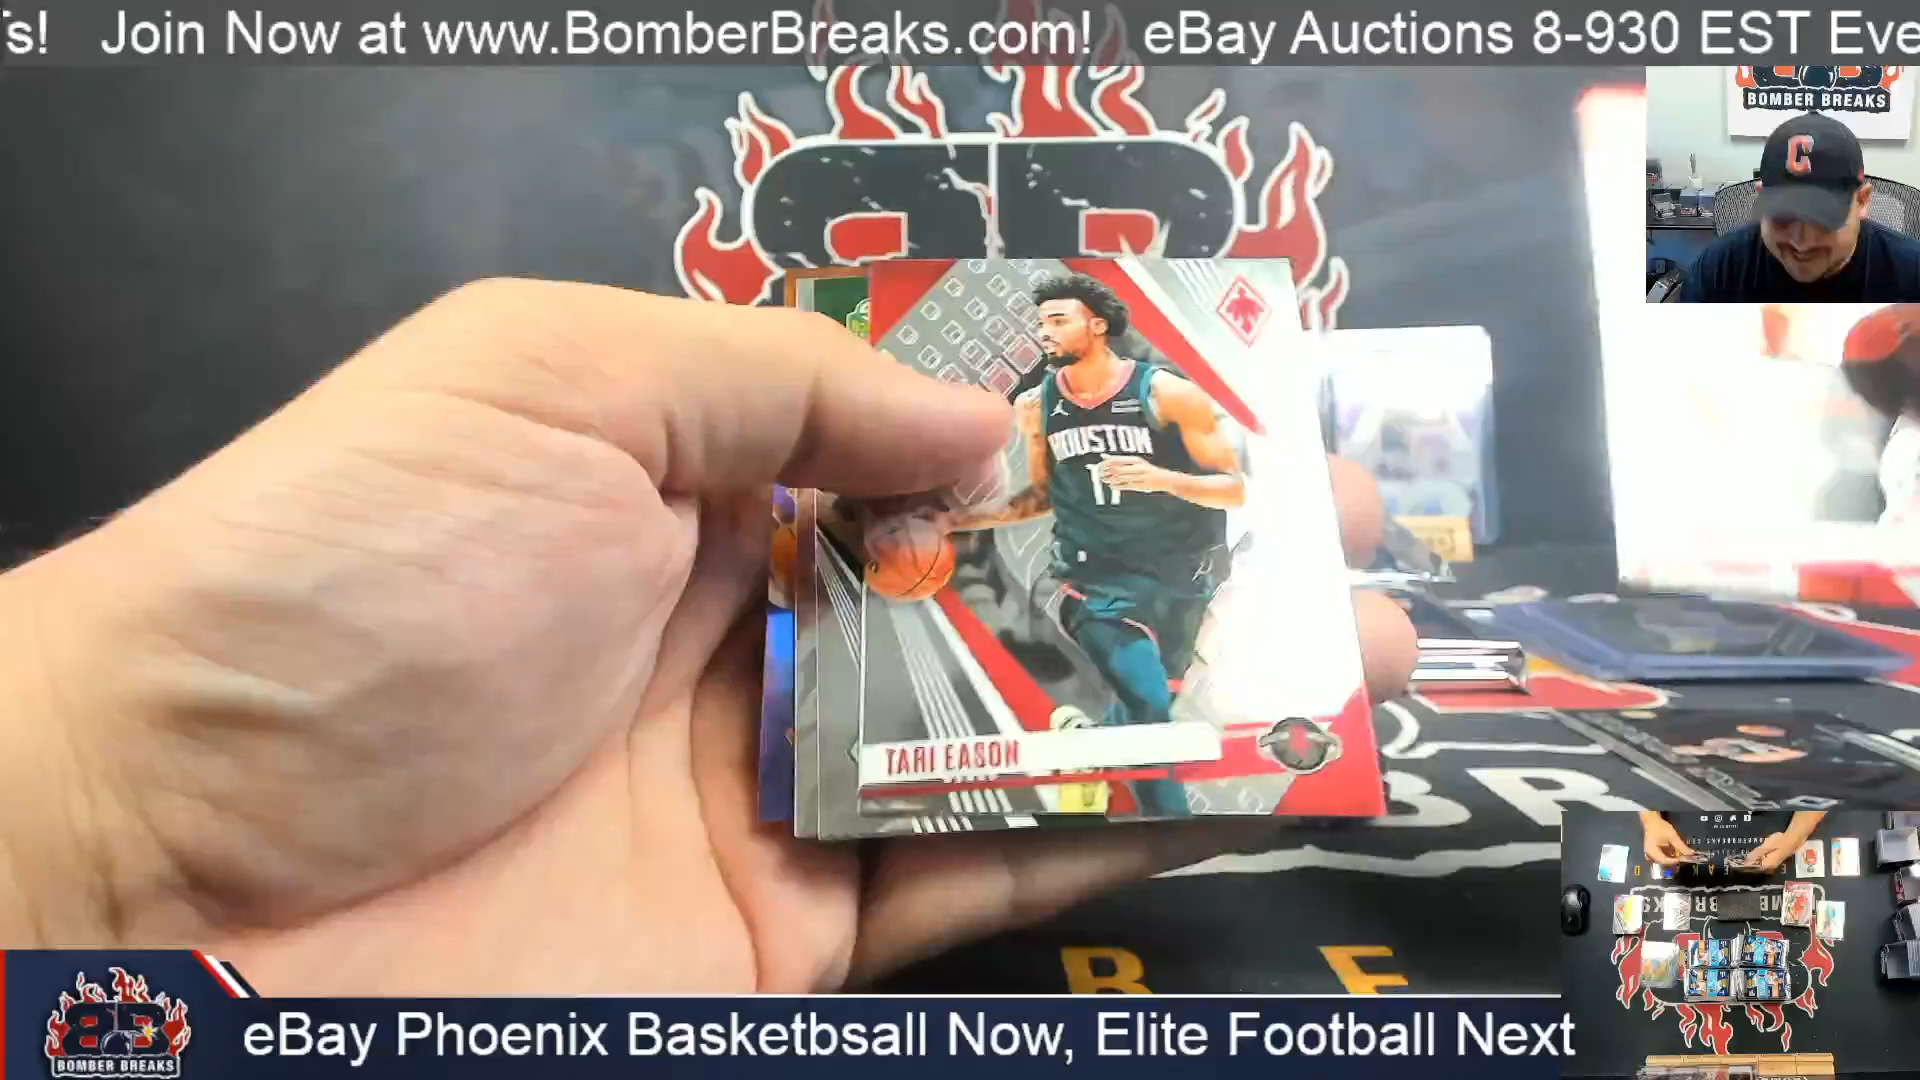 s! Join Now at www.BomberBreaks.com! eBay Auctions 8-930 EST Eve
BOMBER BREAKS
C
HOUSTON
TARI EASON
BR
B E
eBay Phoenix Basketbsall Now, Elite Football Next
BOMBER BREAKS